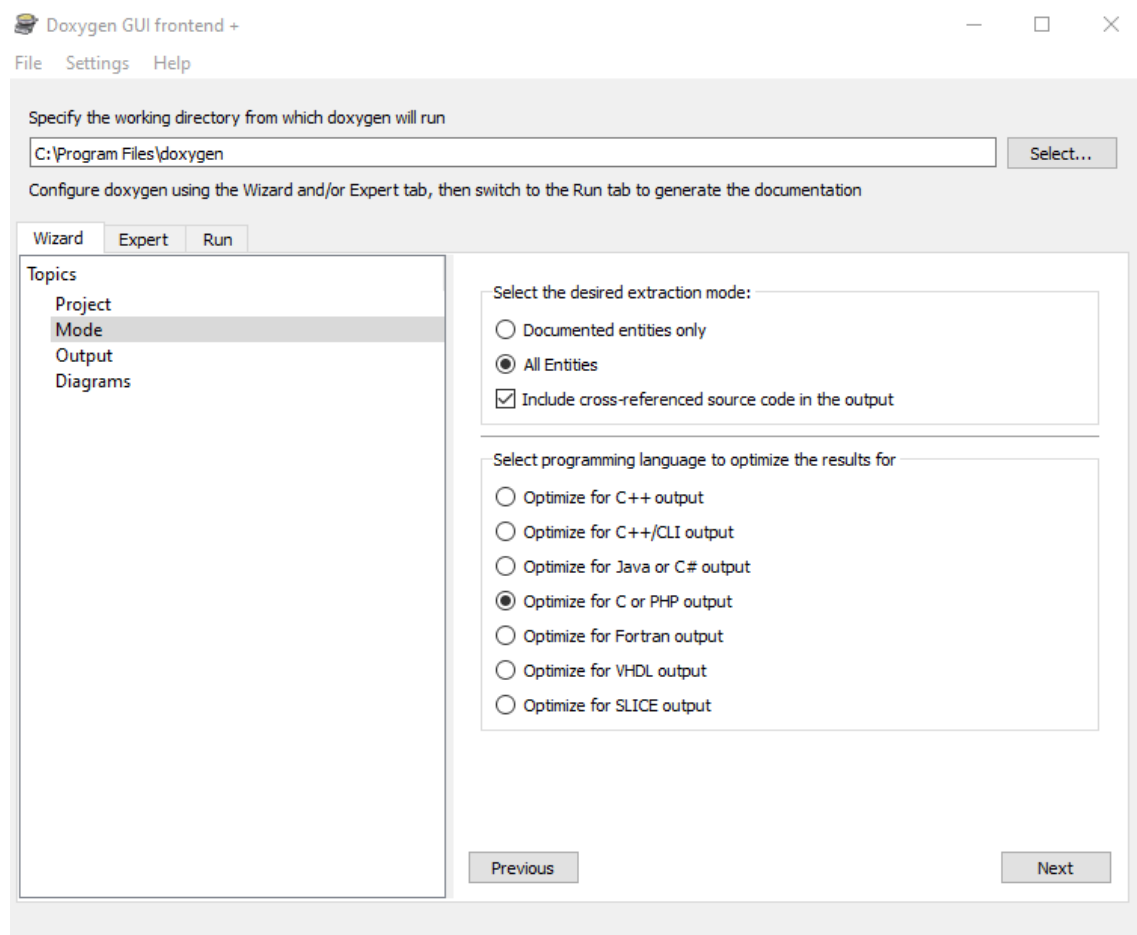 Doxygen GUI frontend +
File Settings Help
Specify the working directory from which doxygen will run
C:\Program Files\doxygen
Select...
Configure doxygen using the Wizard and/or Expert tab, then switch to the Run tab to generate the documentation
Wizard Expert Run
Topics
Project
Mode
Output
Diagrams
Select the desired extraction mode:
Documented entities only
All Entities
Include cross-referenced source code in the output
Select programming language to optimize the results for
Optimize for C++ output
Optimize for C++/CLI output
Optimize for Java or C# output
Optimize for C or PHP output
Optimize for Fortran output
Optimize for VHDL output
Optimize for SLICE output
Previous
Next